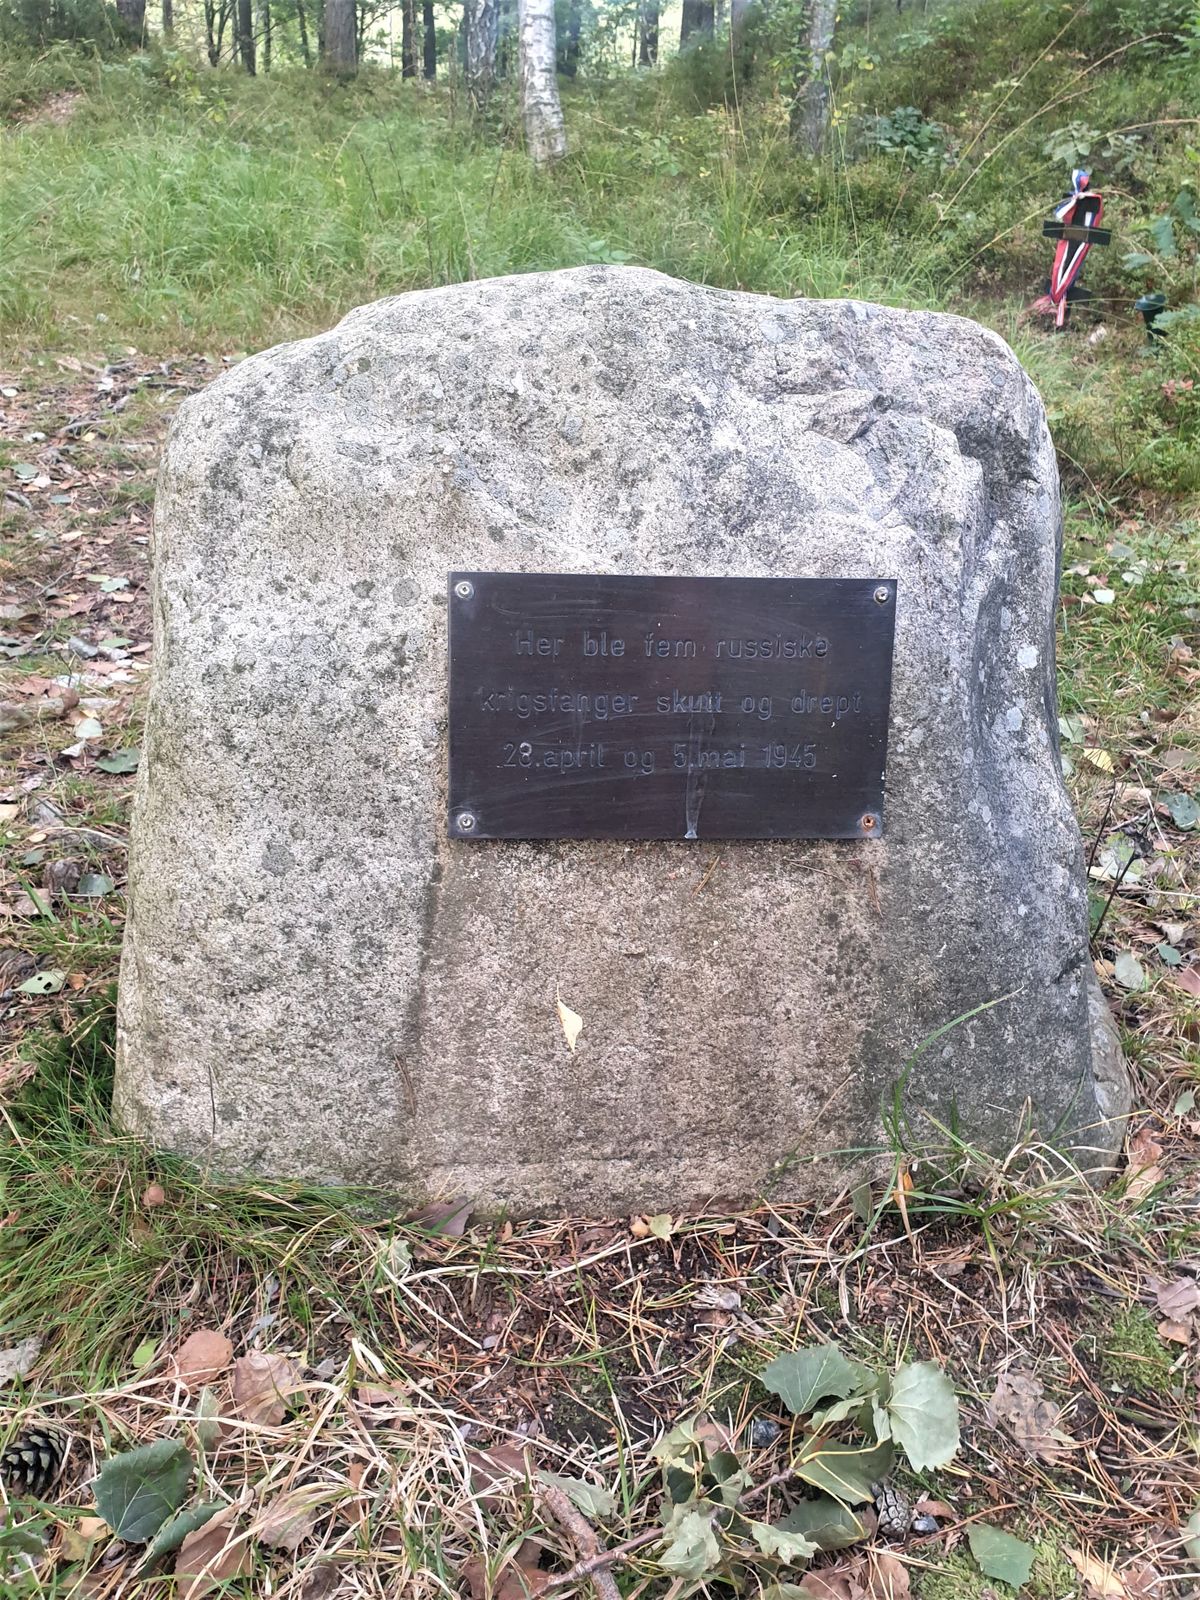 Her ble fem russiske
krigsfanger skutt og drept
28.april og 5.mai 1945